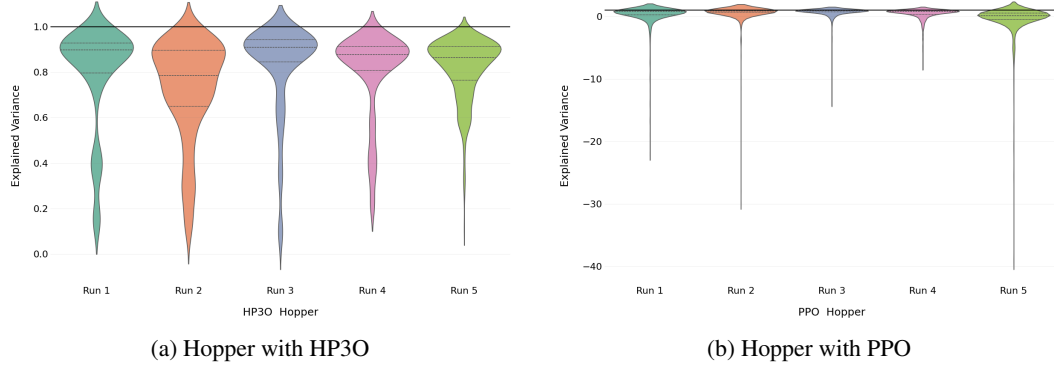 Explained Variance
1.0
0.8
0.6
0.4
0.2
0.0
Run 1 Run 2 Run 3 Run 4 Run 5
HP3O Hopper
(a) Hopper with HP3O
Explained Variance
0
−10
−20
−30
−40
Run 1 Run 2 Run 3 Run 4 Run 5
PPO Hopper
(b) Hopper with PPO